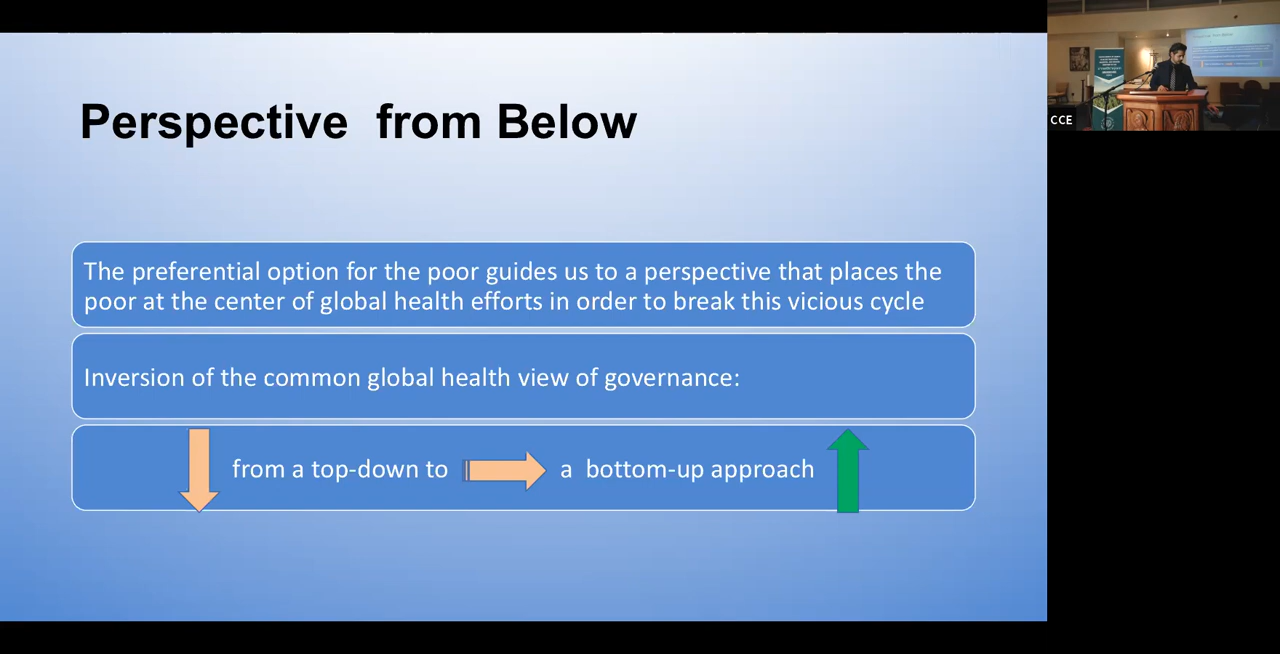 Perspective from Below
The preferential option for the poor guides us to a perspective that places the
poor at the center of global health efforts in order to break this vicious cycle
Inversion of the common global health view of governance:
from a top-down to a bottom-up approach
CCE